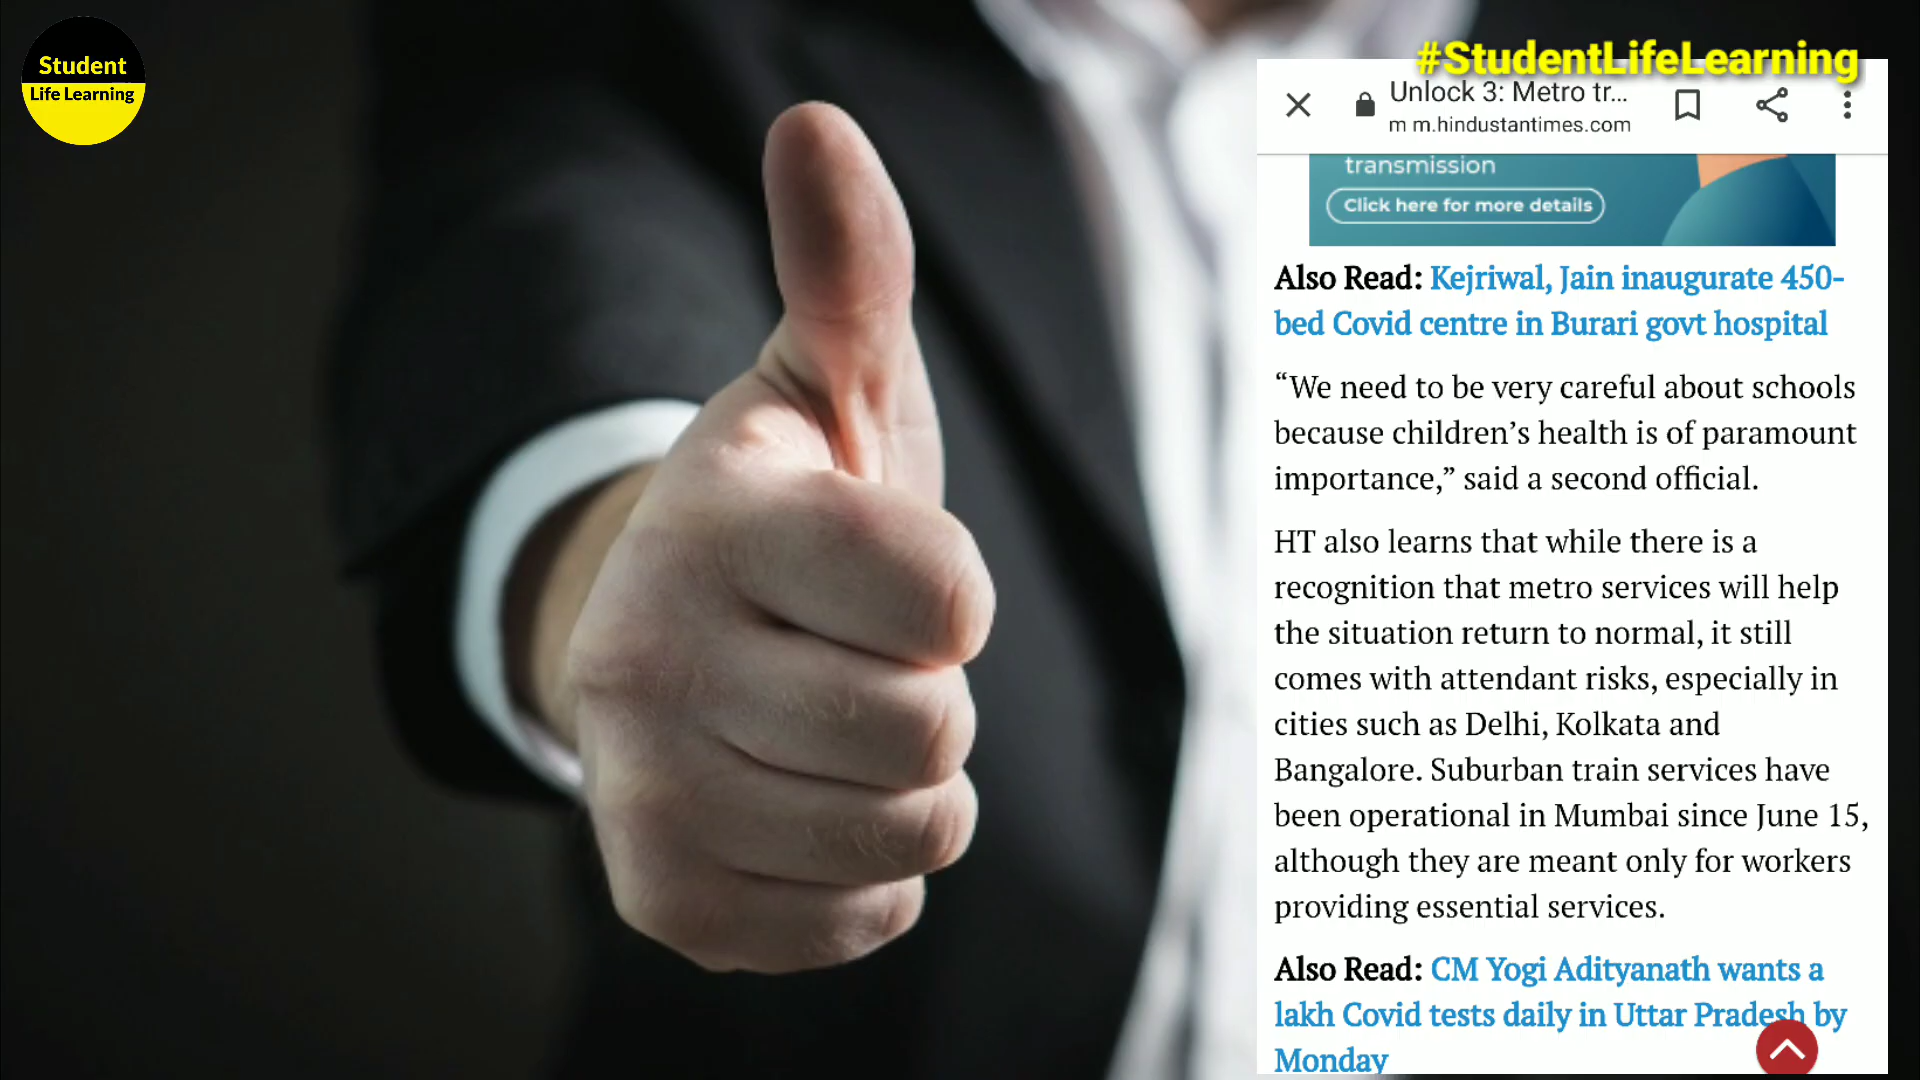 Student
Life Learning
#StudentLifeLearning
Unlock 3: Metro tr...
m m.hindustantimes.com
transmission
Click here for more details
Also Read: Kejriwal, Jain inaugurate 450-
bed Covid centre in Burari govt hospital
“We need to be very careful about schools
because children’s health is of paramount
importance,” said a second official.
HT also learns that while there is a
recognition that metro services will help
the situation return to normal, it still
comes with attendant risks, especially in
cities such as Delhi, Kolkata and
Bangalore. Suburban train services have
been operational in Mumbai since June 15,
although they are meant only for workers
providing essential services.
Also Read: CM Yogi Adityanath wants a
lakh Covid tests daily in Uttar Pradesh by
Monday